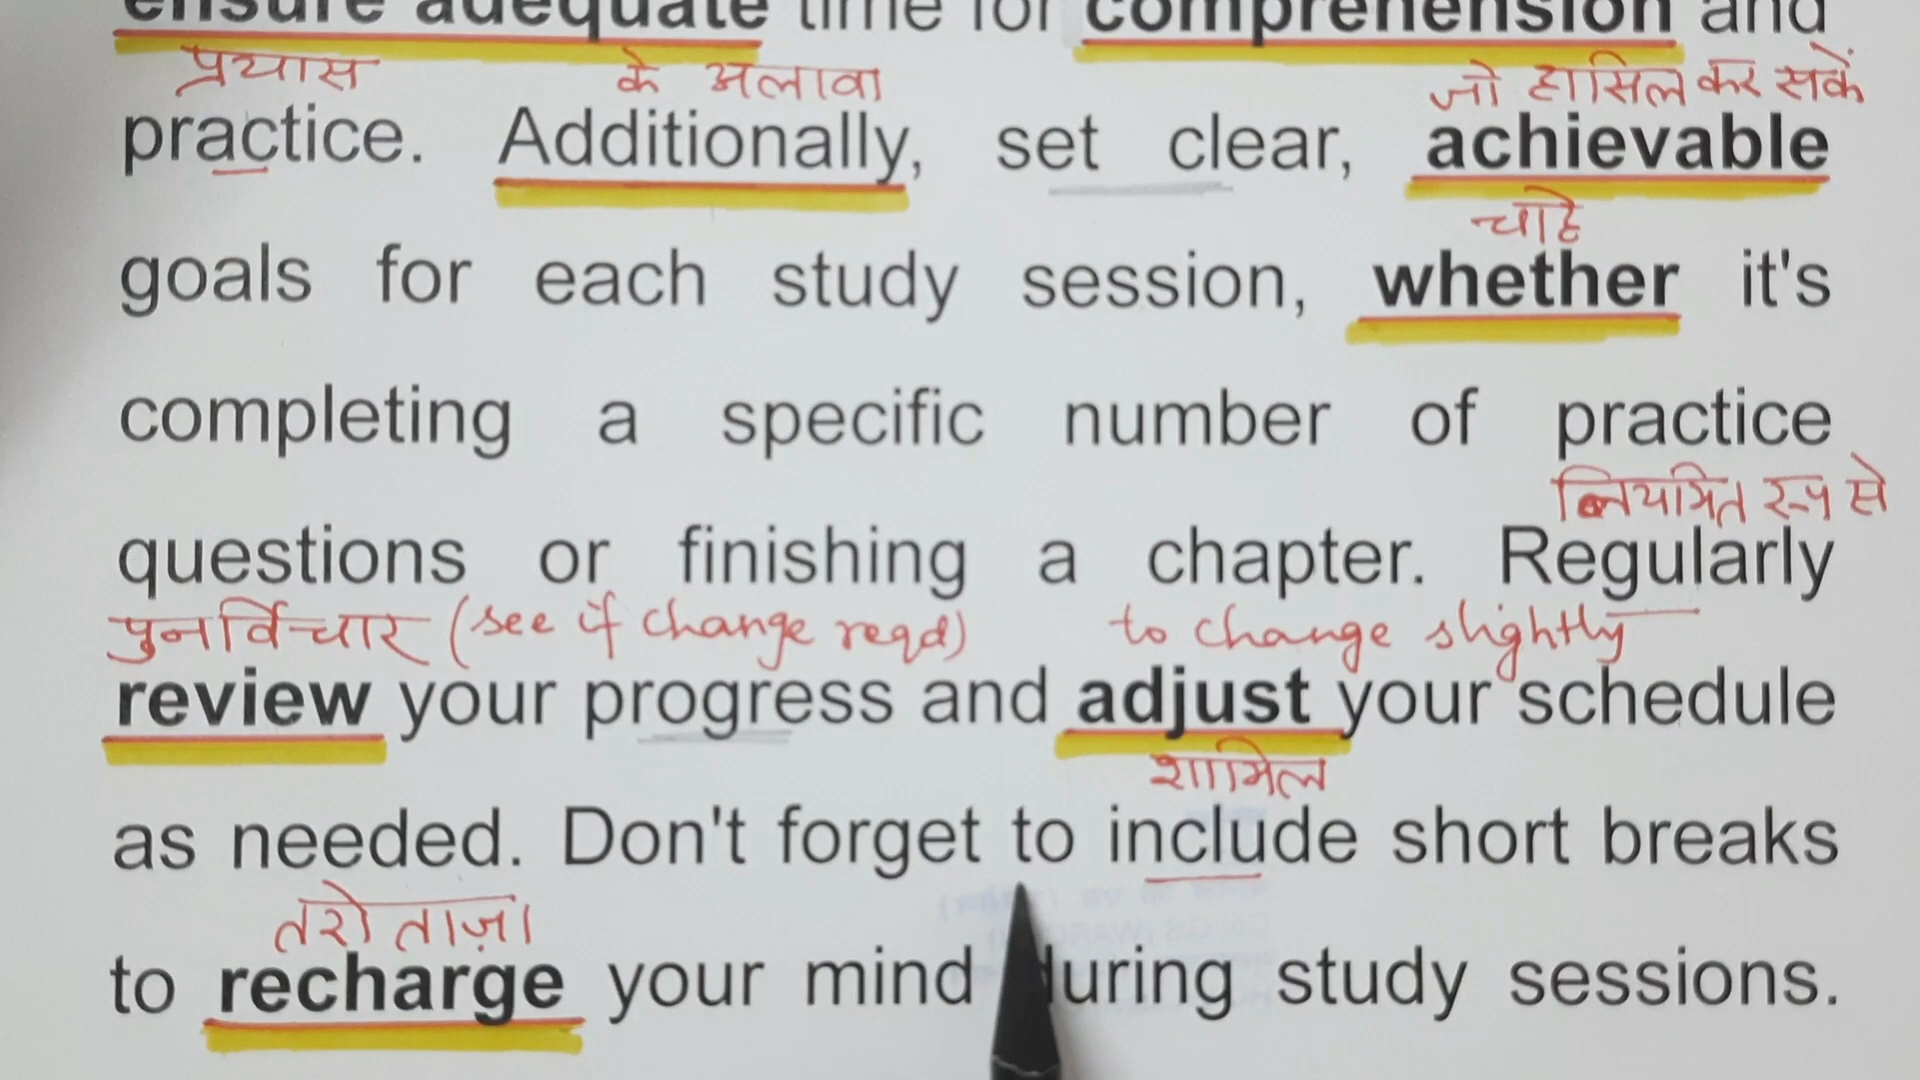 ensure adequate time for comprehension and
प्रयास के अलावा जो हासिल कर सकें
practice. Additionally, set clear, achievable
चाहे
goals for each study session, whether it's
completing a specific number of practice
नियमित रूप से
questions or finishing a chapter. Regularly
पुनर्विचार (see if change reqd) to change slightly
review your progress and adjust your schedule
शामिल
as needed. Don't forget to include short breaks
तरो ताज़ा
to recharge your mind during study sessions.